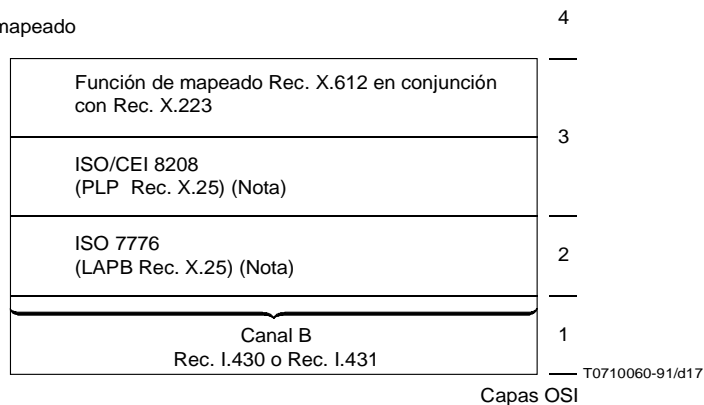 mapeado
4
Función de mapeado Rec. X.612 en conjunción
con Rec. X.223
3
ISO/CEI 8208
(PLP Rec. X.25) (Nota)
ISO 7776
(LAPB Rec. X.25) (Nota)
2
Canal B
Rec. I.430 o Rec. I.431
1
T0710060-91/d17
Capas OSI